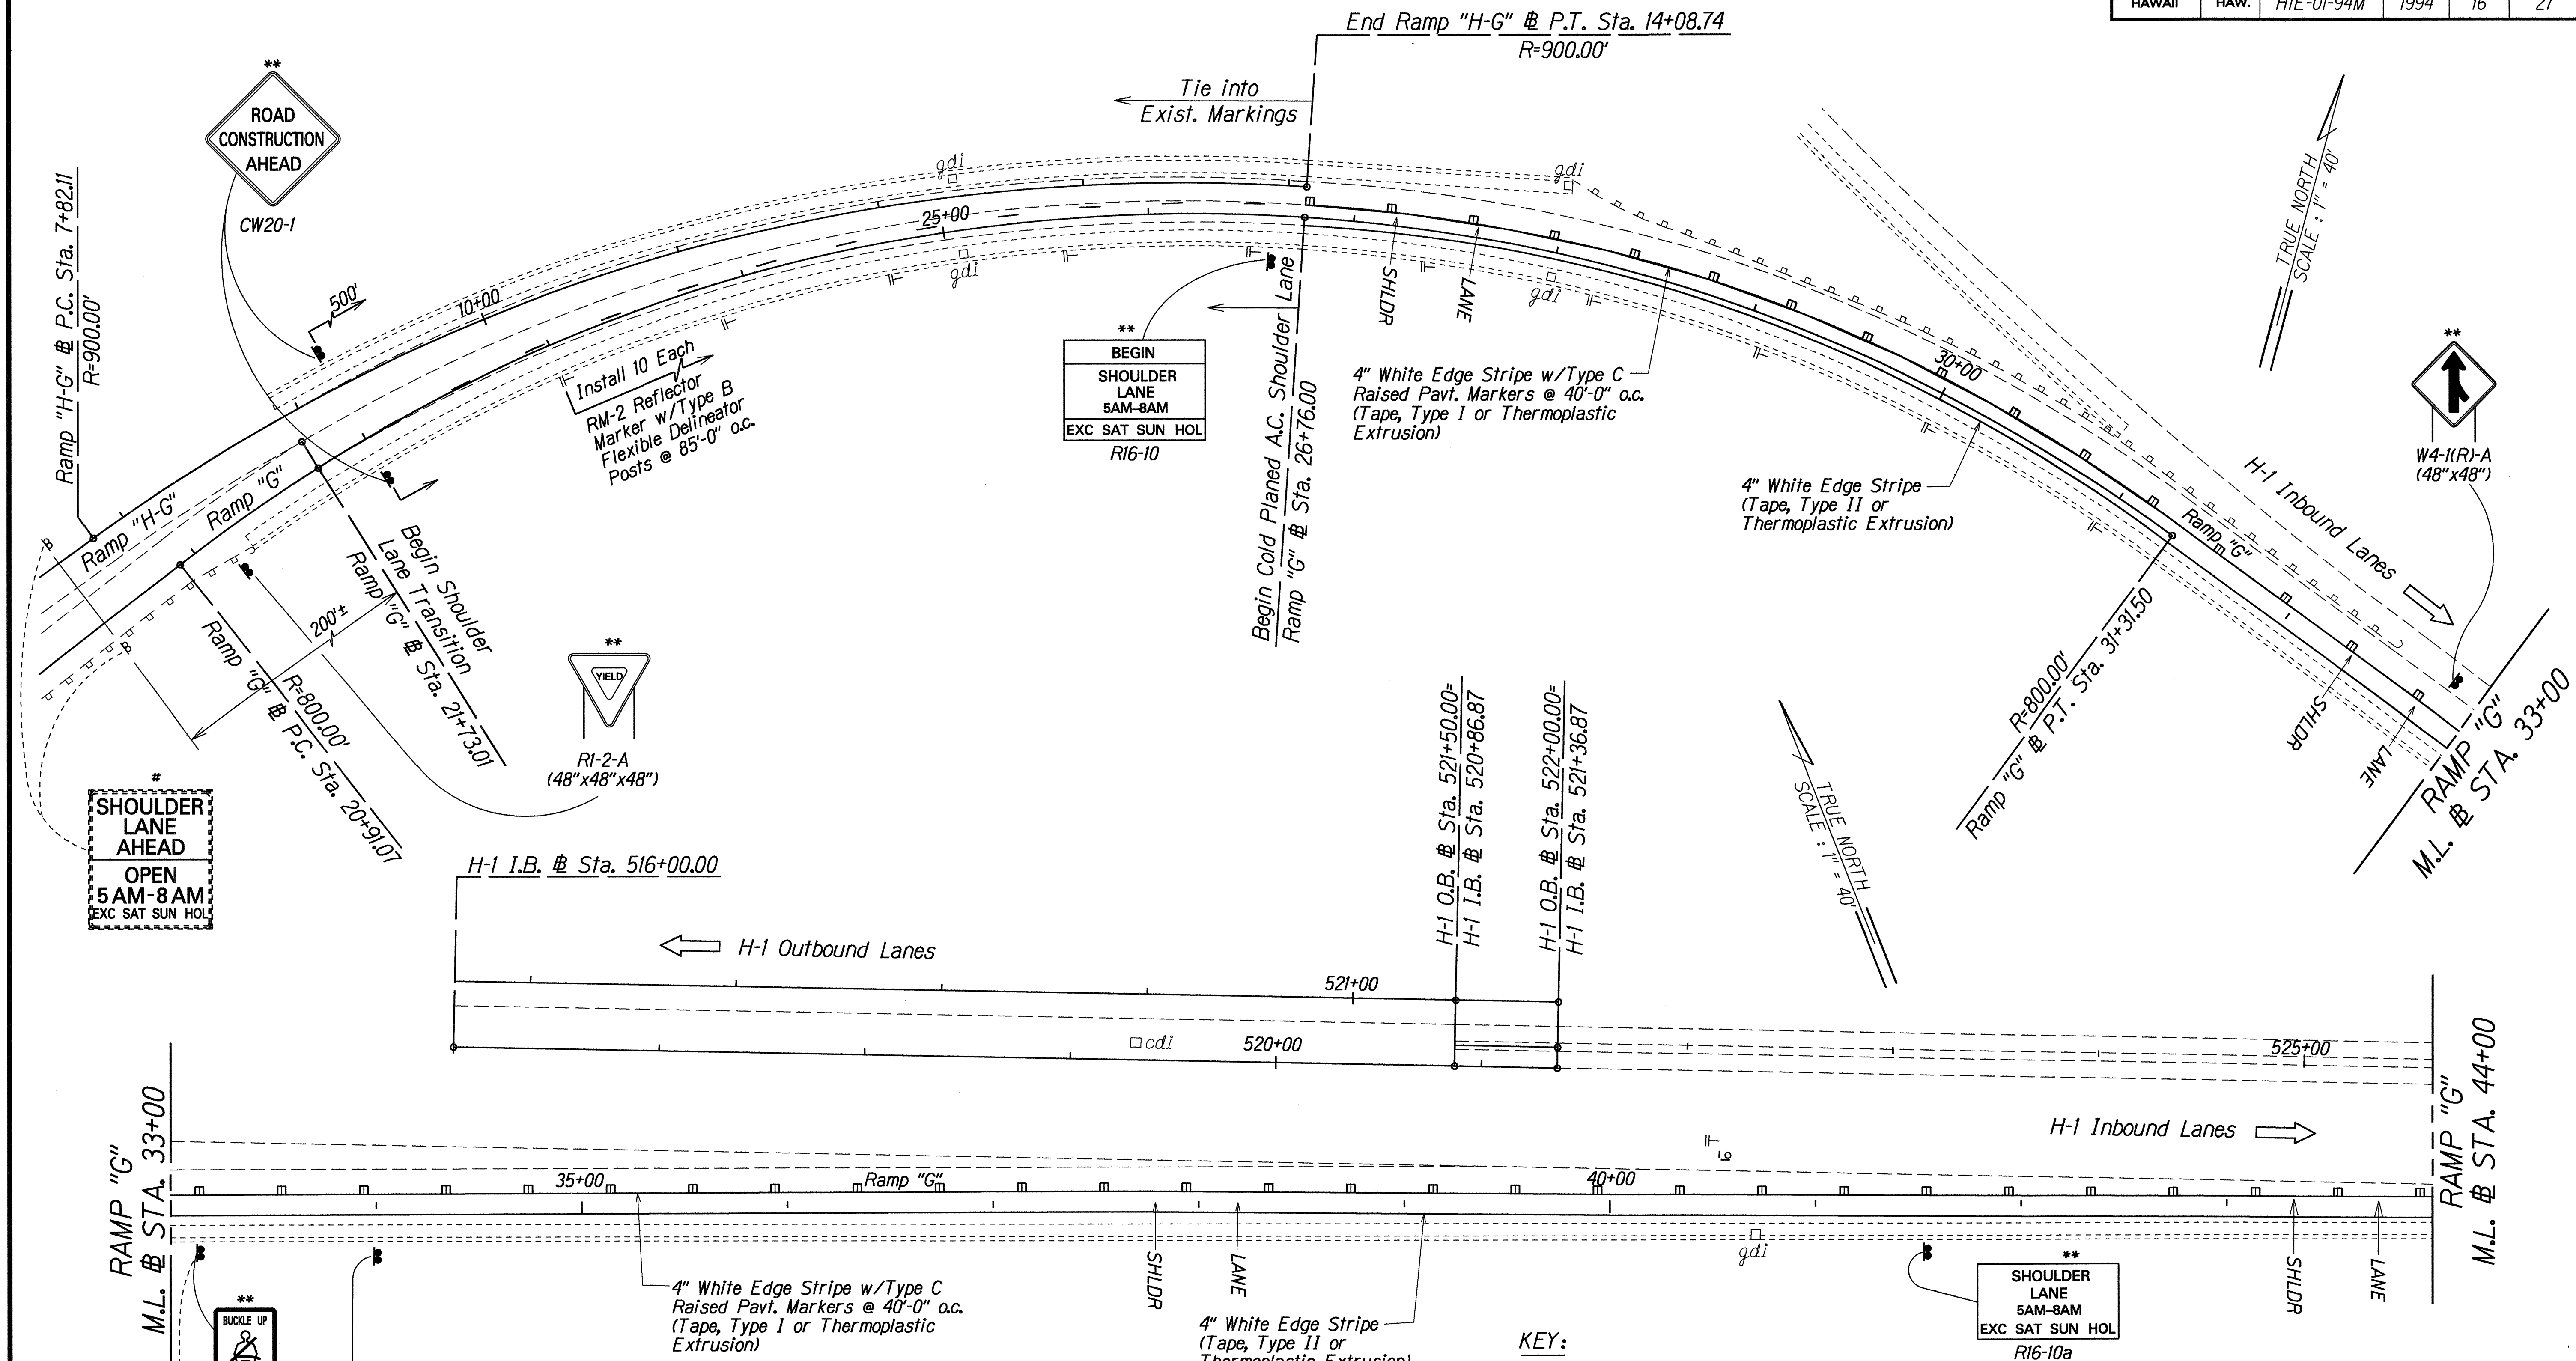 HAWAII HAW. H1E-01-94M 1994 16 27
End Ramp "H-G" ℄ P.T. Sta. 14+08.74
R=900.00'
Tie into
Exist. Markings
**
ROAD
CONSTRUCTION
AHEAD
CW20-1
Ramp "H-G" ℄ P.C. Sta. 7+82.11
R=900.00'
500'
10+00
25+00
gdi
gdi
gdi
gdi
Install 10 Each
RM-2 Reflector
Marker w/Type B
Flexible Delineator
Posts @ 85'-0" o.c.
**
BEGIN
SHOULDER
LANE
5AM-8AM
EXC SAT SUN HOL
R16-10
Begin Cold Planed A.C. Shoulder Lane
Ramp "G" ℄ Sta. 26+76.00
SHLDR
LANE
4" White Edge Stripe w/Type C
Raised Pavt. Markers @ 40'-0" o.c.
(Tape, Type I or Thermoplastic
Extrusion)
30+00
4" White Edge Stripe
(Tape, Type II or
Thermoplastic Extrusion)
TRUE NORTH
SCALE : 1" = 40'
**
W4-1(R)-A
(48"x48")
H-1 Inbound Lanes
Ramp "G"
Ramp "H-G"
Ramp "G"
B
B
200'±
Begin Shoulder
Lane Transition
Ramp "G" ℄ Sta. 21+73.01
R=800.00'
Ramp "G" ℄ P.C. Sta. 20+91.07
**
YIELD
R1-2-A
(48"x48"x48")
#
SHOULDER
LANE
AHEAD
OPEN
5 AM-8 AM
EXC SAT SUN HOL
R=800.00'
Ramp "G" ℄ P.T. Sta. 31+31.50
SHLDR
LANE
RAMP "G"
M.L. ℄ STA. 33+00
H-1 I.B. ℄ Sta. 516+00.00
H-1 O.B. ℄ Sta. 521+50.00=
H-1 I.B. ℄ Sta. 520+86.87
H-1 O.B. ℄ Sta. 522+00.00=
H-1 I.B. ℄ Sta. 521+36.87
TRUE NORTH
SCALE : 1" = 40'
H-1 Outbound Lanes
521+00
cdi
520+00
525+00
H-1 Inbound Lanes
RAMP "G"
M.L. ℄ STA. 33+00
35+00
Ramp "G"
40+00
RAMP "G"
M.L. ℄ STA. 44+00
gdi
**
BUCKLE UP
4" White Edge Stripe w/Type C
Raised Pavt. Markers @ 40'-0" o.c.
(Tape, Type I or Thermoplastic
Extrusion)
SHLDR
LANE
4" White Edge Stripe
(Tape, Type II or
Thermoplastic Extrusion)
KEY:
**
SHOULDER
LANE
5AM-8AM
EXC SAT SUN HOL
R16-10a
SHLDR
LANE